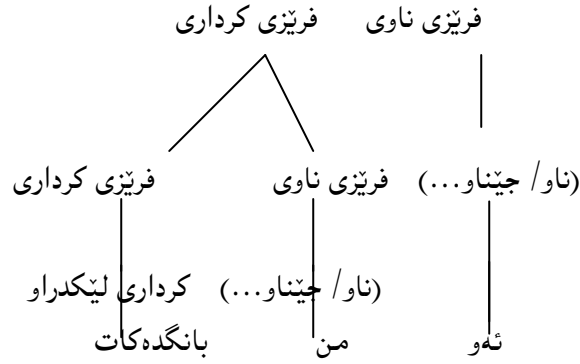 فرێزی ناوی فرێزی کرداری
(ناو/ جێناو...) فرێزی ناوی فرێزی کرداری
(ناو/ جێناو...) کرداری لێکدراو
ئەو من بانگدەکات